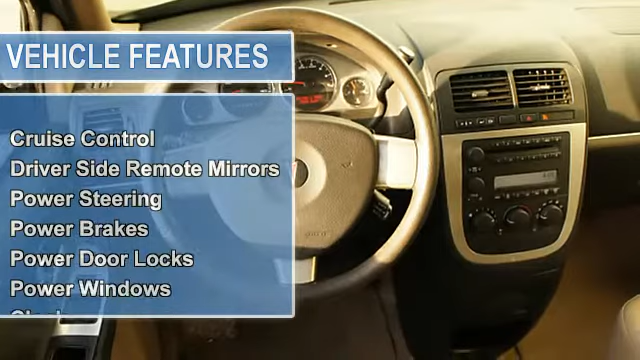 VEHICLE FEATURES
Cruise Control
Driver Side Remote Mirrors
Power Steering
Power Brakes
Power Door Locks
Power Windows